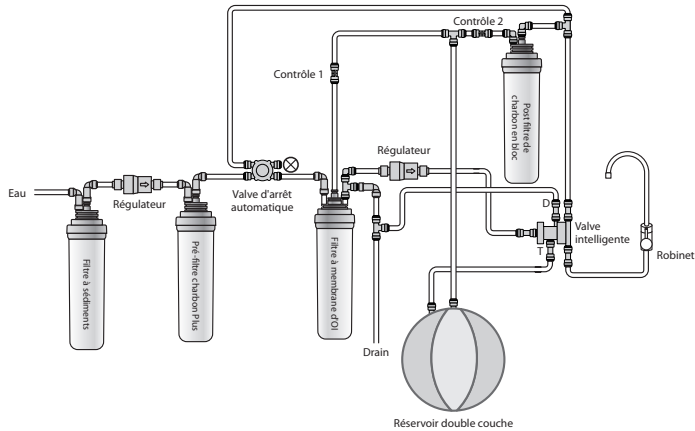 Contrôle 2
Contrôle 1
Post filtre de
charbon en bloc
Régulateur
Eau
Régulateur
Valve d'arrêt
automatique
D
Valve
intelligente
T
Robinet
Filtre à sédiments
Pré-filtre charbon Plus
Filtre à membrane d'OI
Drain
Réservoir double couche